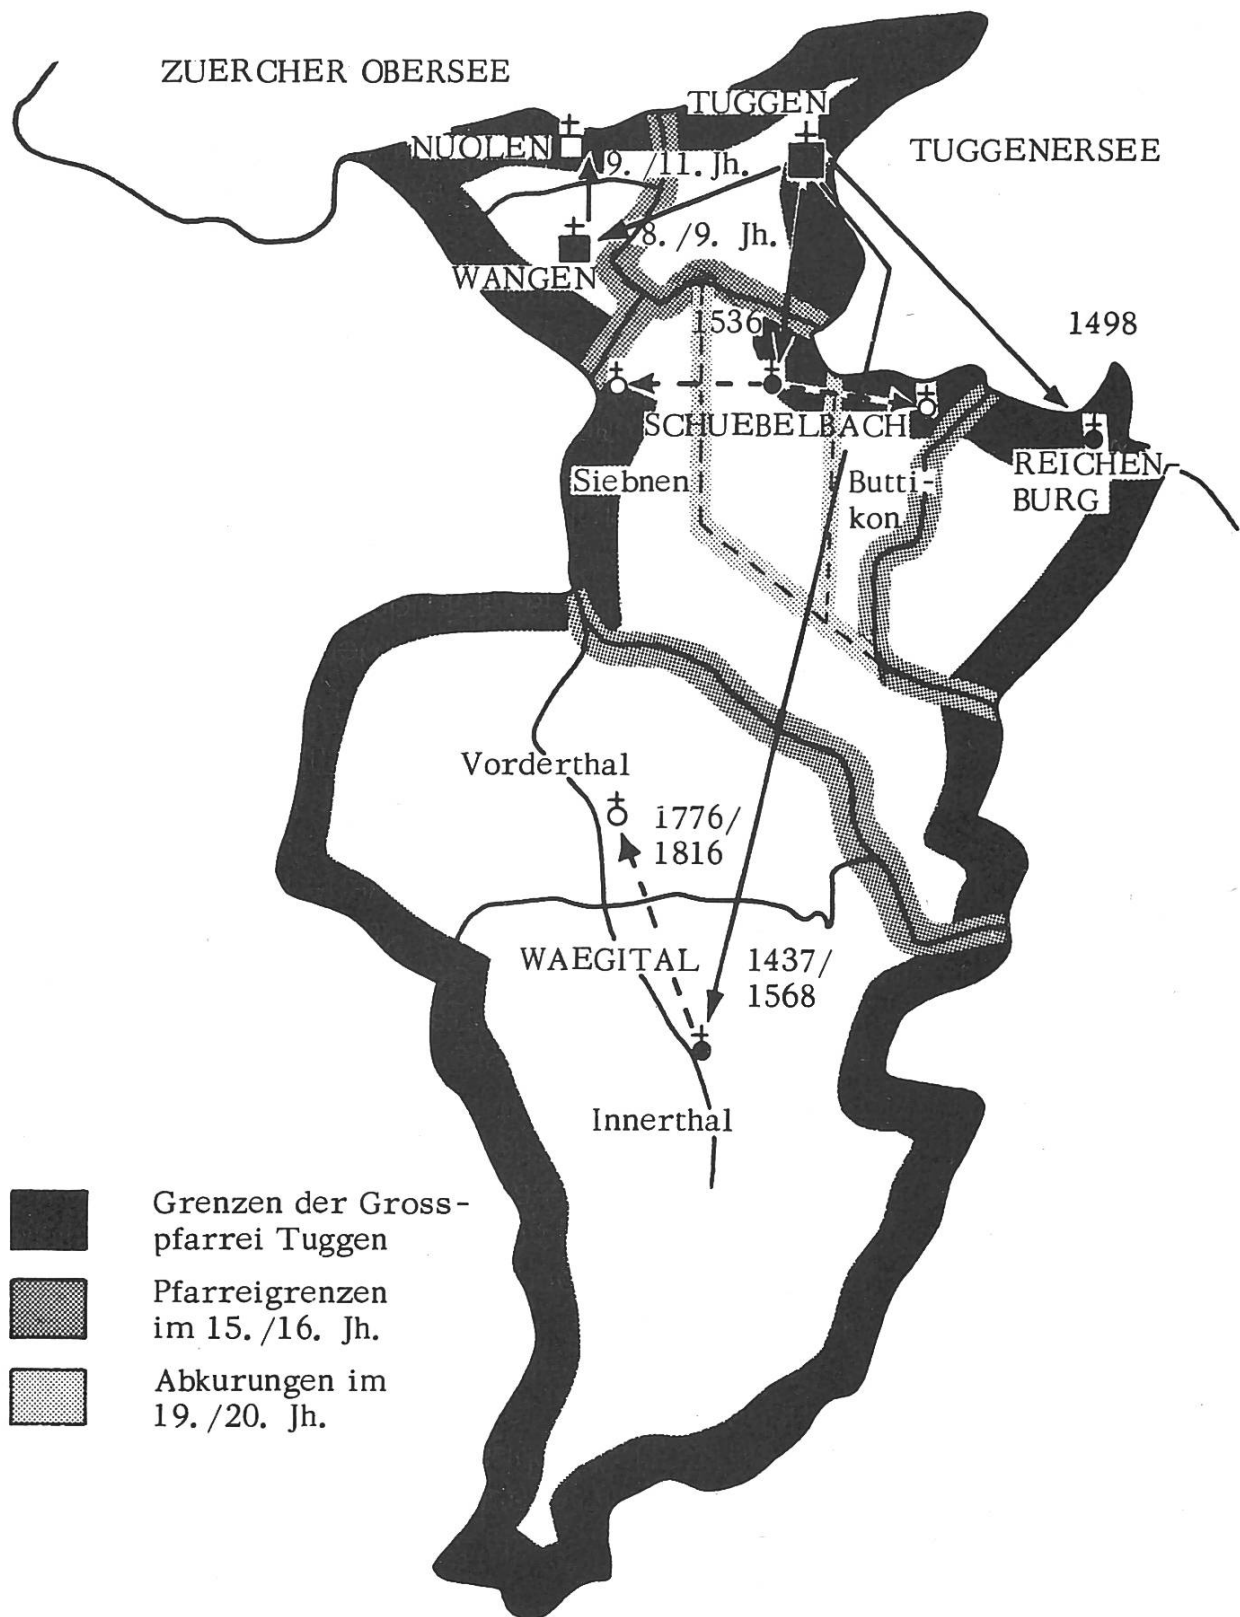 ZUERCHER OBERSEE
TUGGEN
NUOLEN
TUGGENERSEE
9./11. Jh.
8./9. Jh.
WANGEN
1536
1498
SCHUEBELBACH
REICHEN-
BURG
Siebnen
Butti-
kon
Vorderthal
1776/
1816
WAEGITAL
1437/
1568
Innerthal
Grenzen der Gross-
pfarrei Tuggen
Pfarreigrenzen
im 15./16. Jh.
Abkurungen im
19./20. Jh.